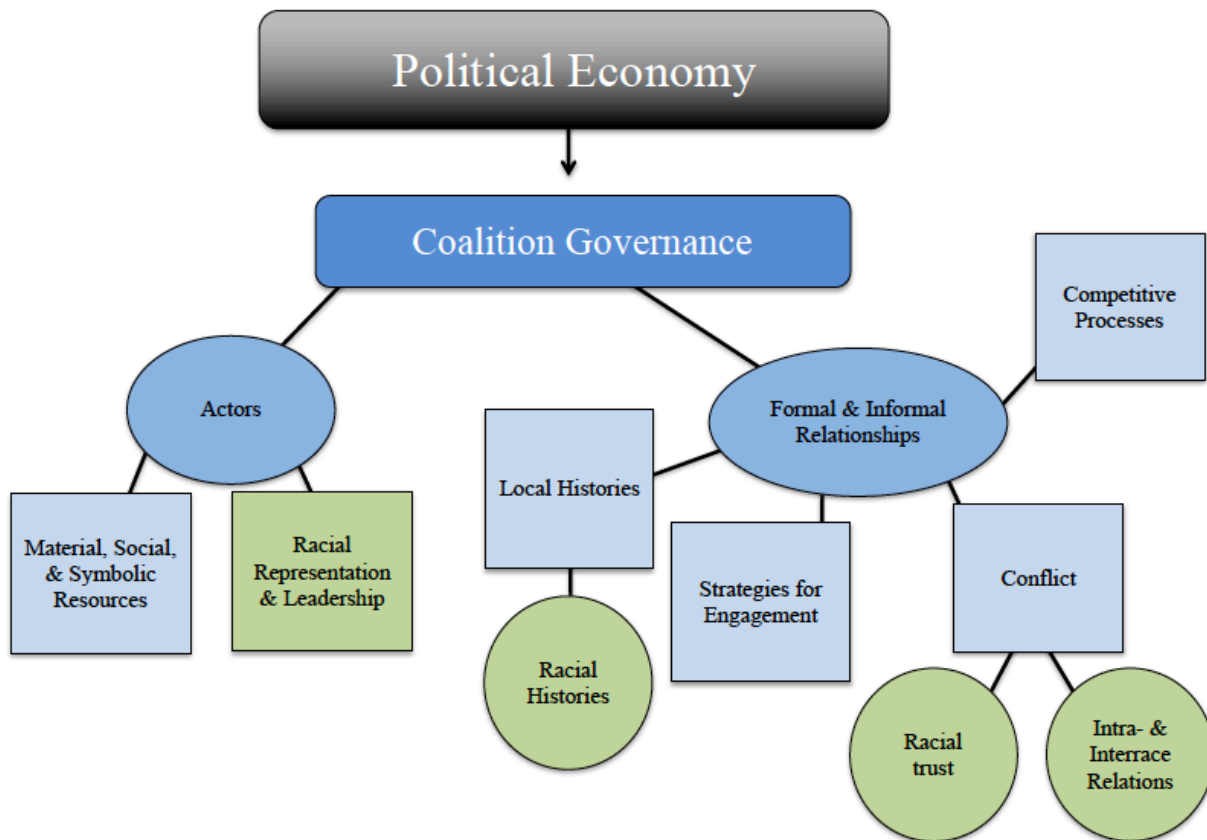 Political Economy
Coalition Governance
Competitive
Processes
Actors
Formal & Informal
Relationships
Local Histories
Material, Social,
& Symbolic
Resources
Racial
Representation
& Leadership
Strategies for
Engagement
Conflict
Racial
Histories
Racial
trust
Intra- &
Interrace
Relations